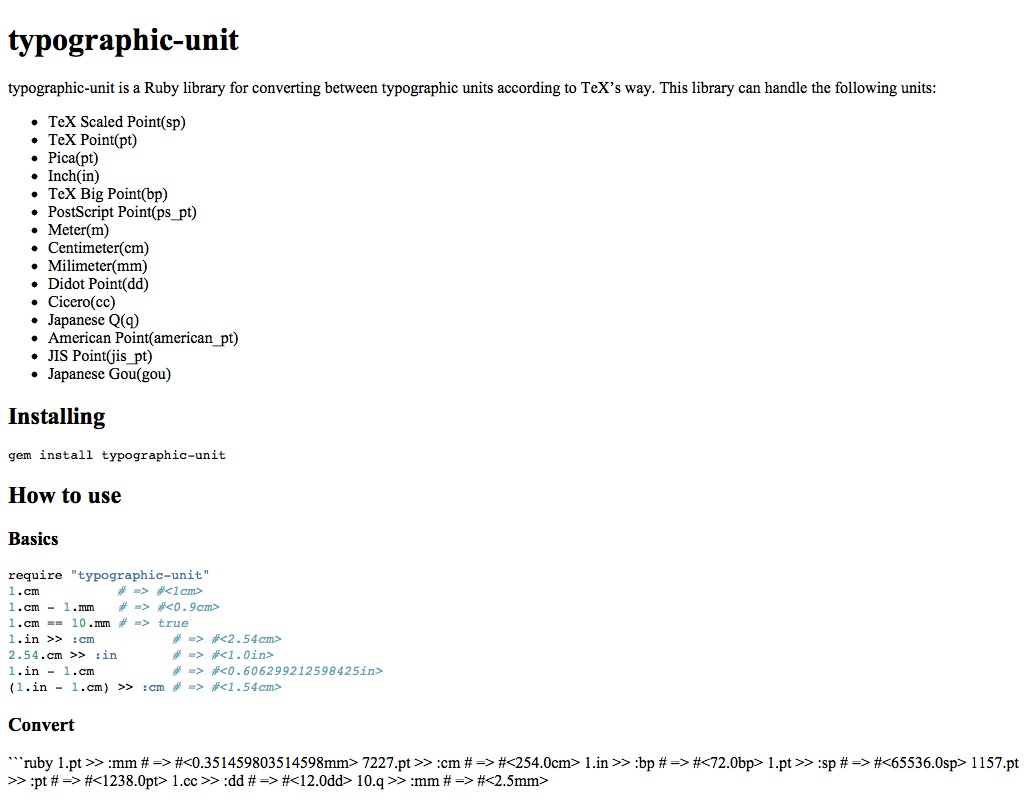 typographic-unit
typographic-unit is a Ruby library for converting between typographic units according to TeX’s way. This library can handle the following units:
• TeX Scaled Point(sp)
• TeX Point(pt)
• Pica(pt)
• Inch(in)
• TeX Big Point(bp)
• PostScript Point(ps_pt)
• Meter(m)
• Centimeter(cm)
• Milimeter(mm)
• Didot Point(dd)
• Cicero(cc)
• Japanese Q(q)
• American Point(american_pt)
• JIS Point(jis_pt)
• Japanese Gou(gou)
Installing
gem install typographic-unit
How to use
Basics
require "typographic-unit"
1.cm          # => #<1cm>
1.cm - 1.mm   # => #<0.9cm>
1.cm == 10.mm # => true
1.in >> :cm          # => #<2.54cm>
2.54.cm >> :in       # => #<1.0in>
1.in - 1.cm          # => #<0.606299212598425in>
(1.in - 1.cm) >> :cm # => #<1.54cm>
Convert
```ruby 1.pt >> :mm # => #<0.351459803514598mm> 7227.pt >> :cm # => #<254.0cm> 1.in >> :bp # => #<72.0bp> 1.pt >> :sp # => #<65536.0sp> 1157.pt
>> :pt # => #<1238.0pt> 1.cc >> :dd # => #<12.0dd> 10.q >> :mm # => #<2.5mm>